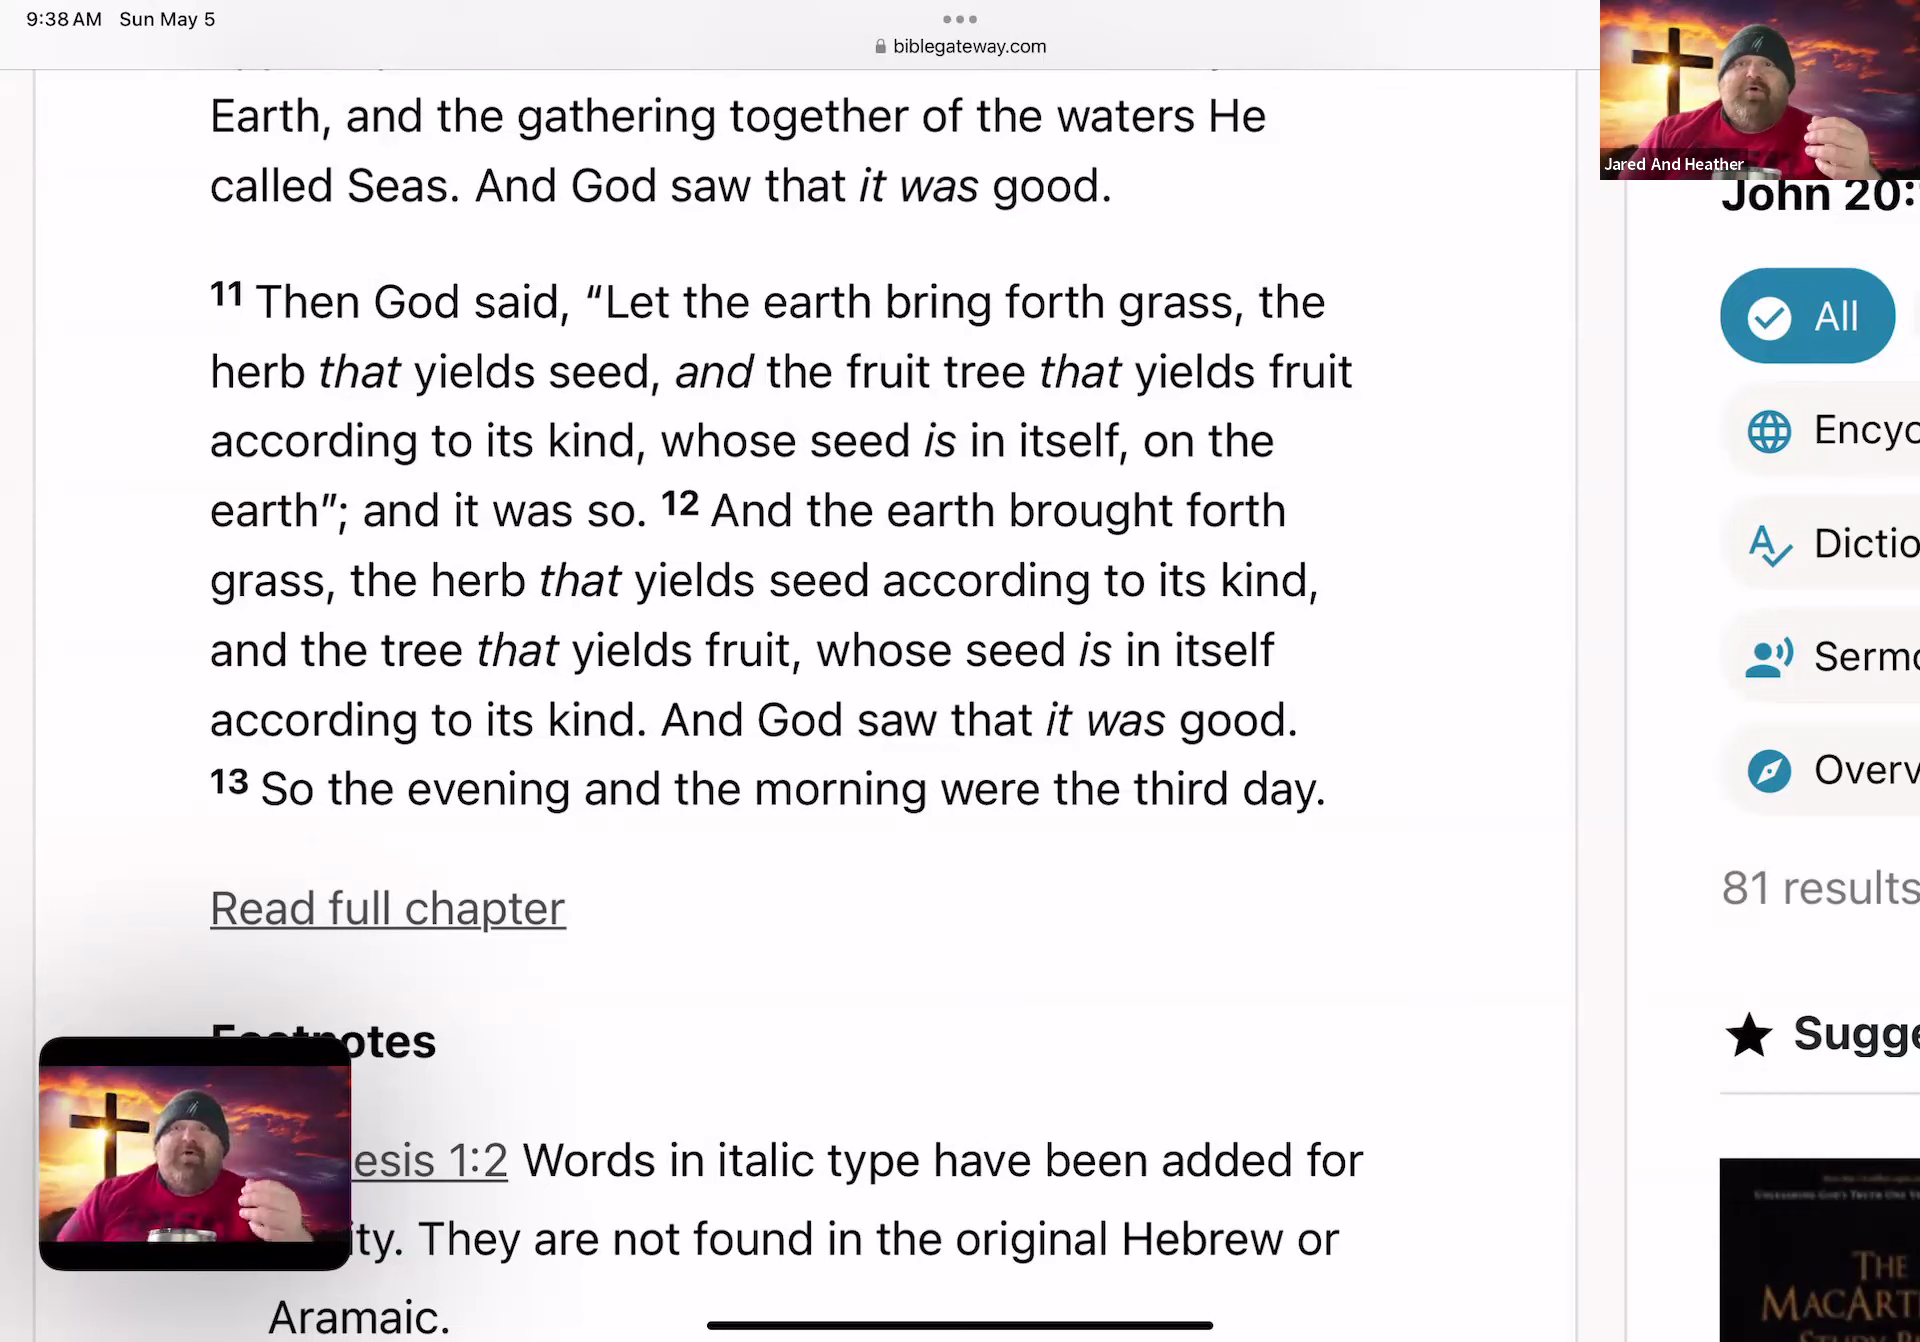 9:38 AM Sun May 5
biblegateway.com
Earth, and the gathering together of the waters He
called Seas. And God saw that it was good.
11 Then God said, “Let the earth bring forth grass, the
herb that yields seed, and the fruit tree that yields fruit
according to its kind, whose seed is in itself, on the
earth”; and it was so. 12 And the earth brought forth
grass, the herb that yields seed according to its kind,
and the tree that yields fruit, whose seed is in itself
according to its kind. And God saw that it was good.
13 So the evening and the morning were the third day.
Read full chapter
Footnotes
esis 1:2 Words in italic type have been added for
ity. They are not found in the original Hebrew or
Aramaic.
Jared And Heather
John 20:
All
Encyc
Dictio
Sermo
Overv
81 results
Sugge
THE
MACART